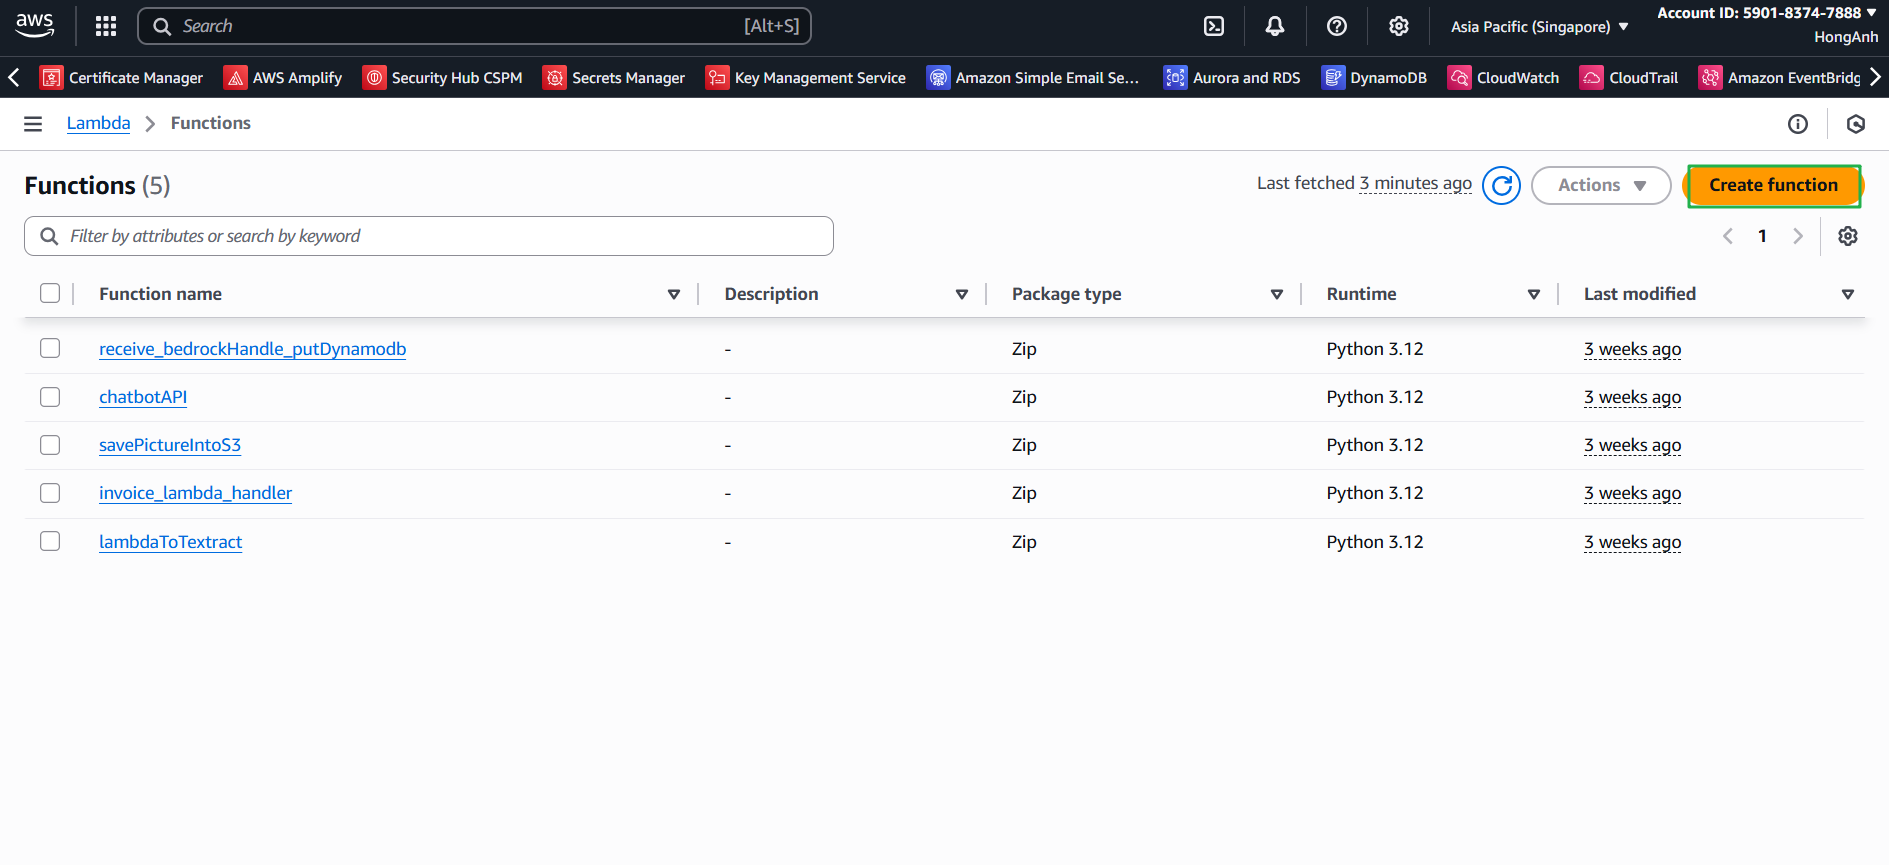 aws
Search [Alt+S]
Asia Pacific (Singapore)
Account ID: 5901-8374-7888
HongAnh
Certificate Manager AWS Amplify Security Hub CSPM Secrets Manager Key Management Service Amazon Simple Email Se... Aurora and RDS DynamoDB CloudWatch CloudTrail Amazon EventBridg
Lambda Functions
Functions (5)
Last fetched 3 minutes ago
Actions
Create function
Filter by attributes or search by keyword
1
Function name Description Package type Runtime Last modified
receive_bedrockHandle_putDynamodb - Zip Python 3.12 3 weeks ago
chatbotAPI - Zip Python 3.12 3 weeks ago
savePictureIntoS3 - Zip Python 3.12 3 weeks ago
invoice_lambda_handler - Zip Python 3.12 3 weeks ago
lambdaToTextract - Zip Python 3.12 3 weeks ago